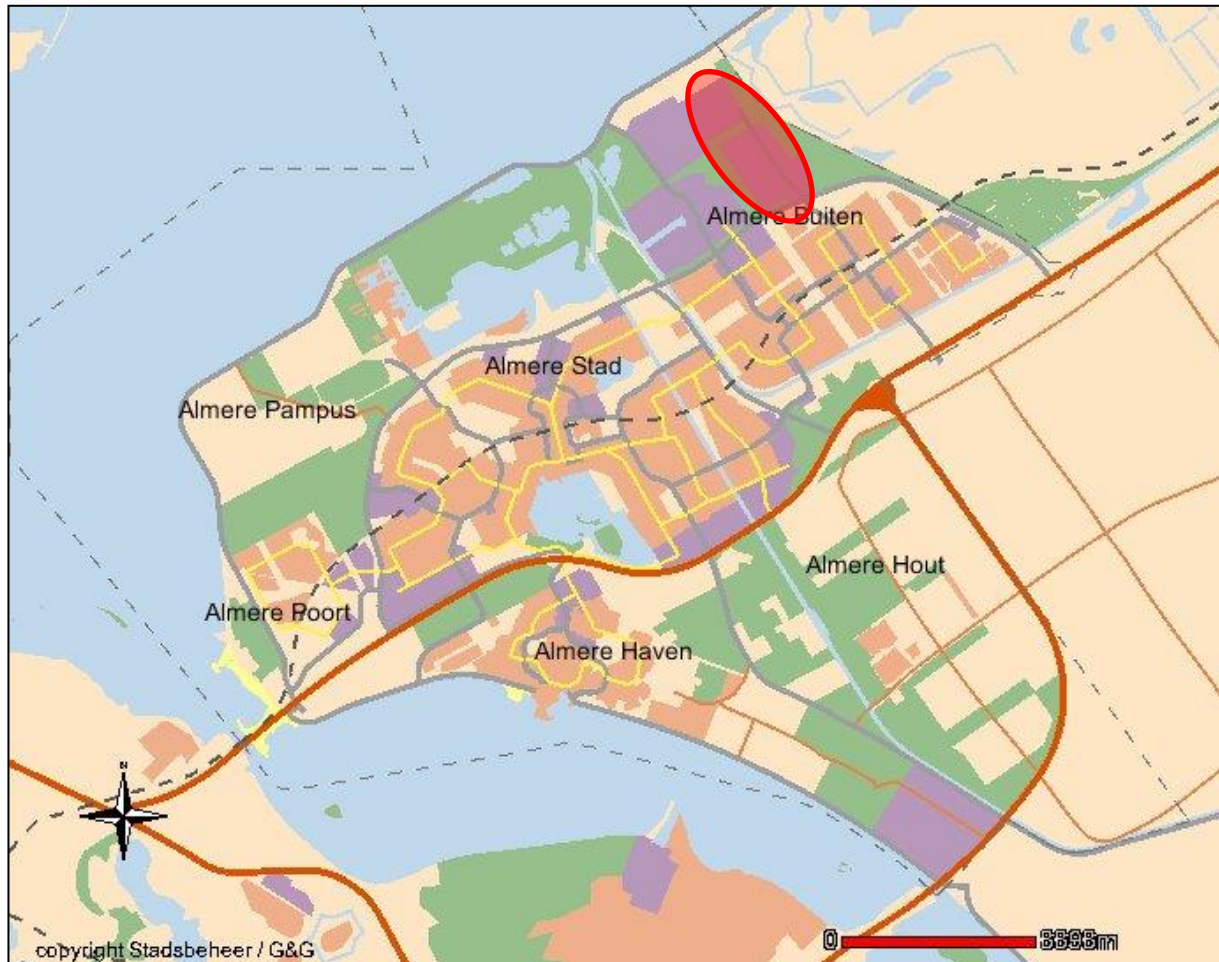 Almere Buiten
Almere Stad
Almere Pampus
Almere Hout
Almere Poort
Almere Haven
N
copyright Stadsbeheer / G&G
0